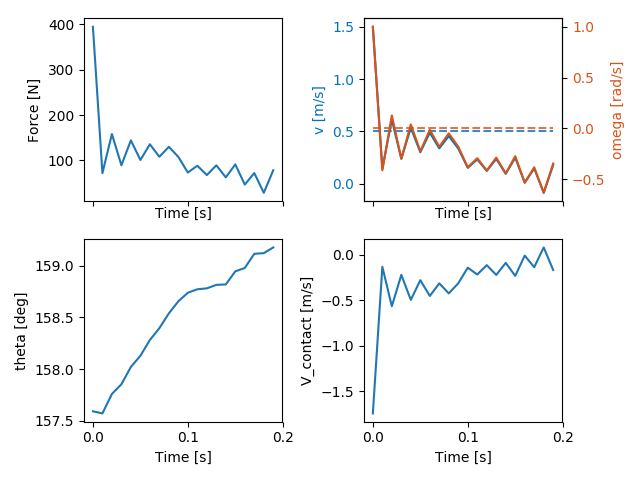 400
300
200
100
Force [N]
Time [s]
1.5
1.0
0.5
0.0
v [m/s]
1.0
0.5
0.0
−0.5
omega [rad/s]
Time [s]
159.0
158.5
158.0
157.5
theta [deg]
0.0
0.1
0.2
Time [s]
0.0
−0.5
−1.0
−1.5
V_contact [m/s]
0.0
0.1
0.2
Time [s]